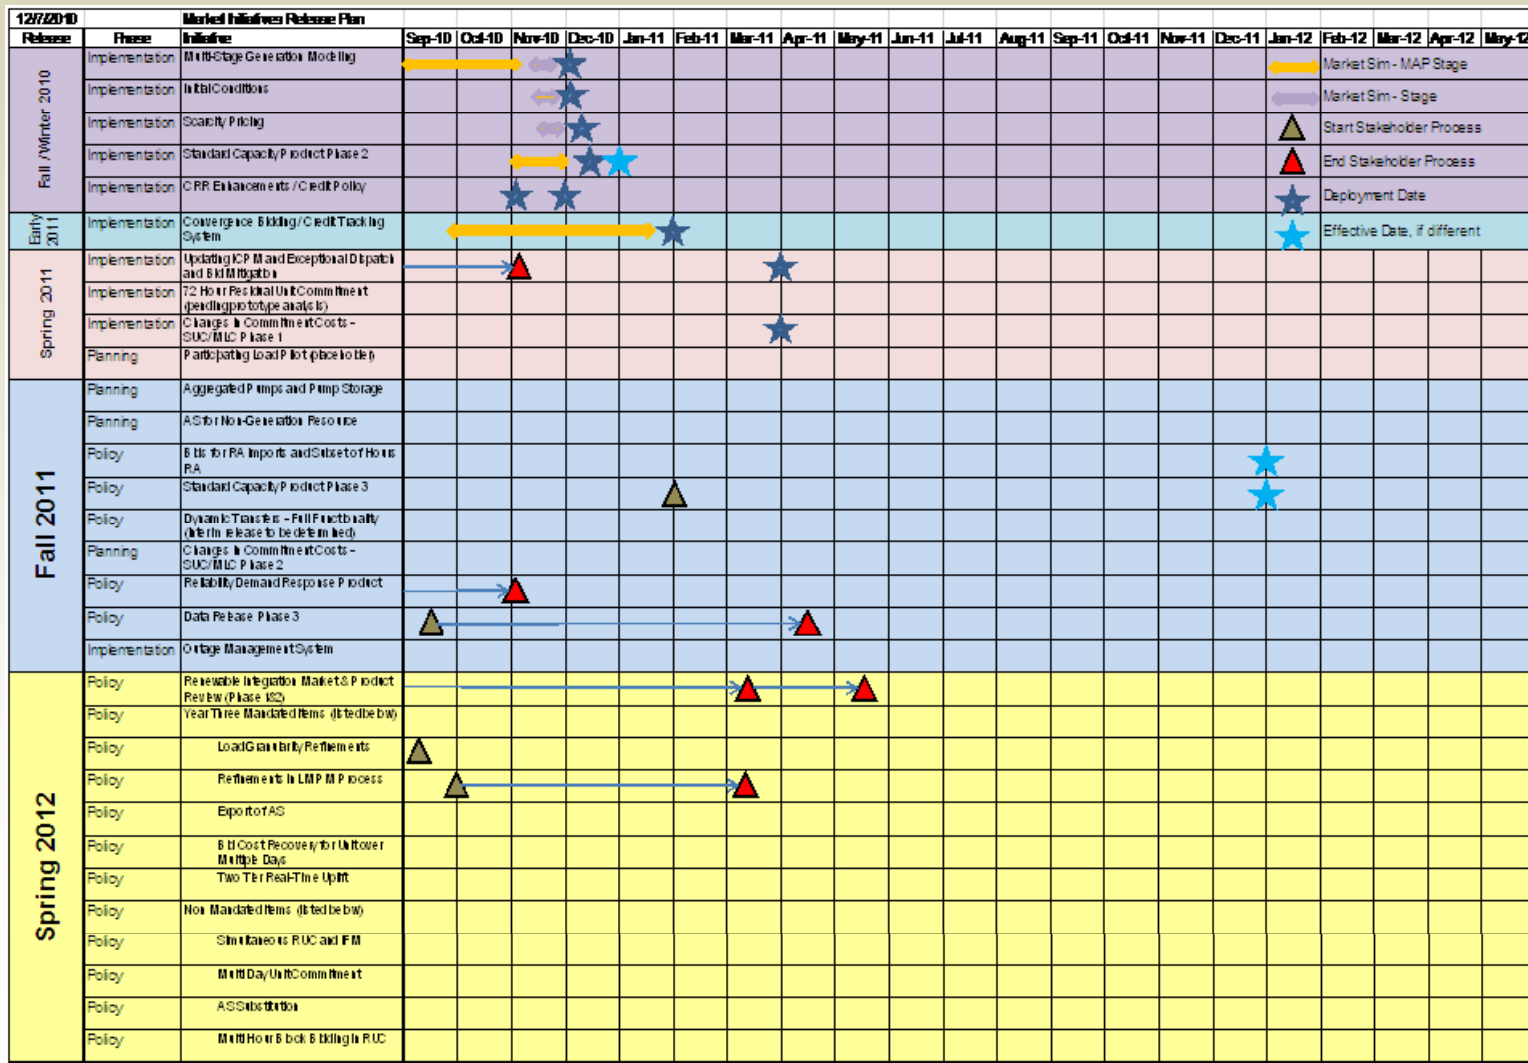 12/7/2010 Market Initiatives Release Plan
Release Phase Initiative Sep-10 Oct-10 Nov-10 Dec-10 Jan-11 Feb-11 Mar-11 Apr-11 May-11 Jun-11 Jul-11 Aug-11 Sep-11 Oct-11 Nov-11 Dec-11 Jan-12 Feb-12 Mar-12 Apr-12 May-12
Fall / Winter 2010
Implementation Multi-Stage Generation Modeling
Implementation Initial Conditions
Implementation Scarcity Pricing
Implementation Standard Capacity Product Phase 2
Implementation CRR Enhancements / Credit Policy
Market Sim - MAP Stage
Market Sim - Stage
Start Stakeholder Process
End Stakeholder Process
Deployment Date
Effective Date, if different
Early 2011
Implementation Convergence Bidding / Credit Tracking
System
Spring 2011
Implementation Updating ICPM and Exceptional Dispatch
and Bid Mitigation
Implementation 72 Hour Residual Unit Commitment
(pending prototype analysis)
Implementation Changes in Commitment Costs -
SUC/MLC Phase 1
Planning Participating Load Pilot (placeholder)
Fall 2011
Planning Aggregated Pumps and Pump Storage
Planning AS for Non-Generation Resource
Policy Bids for RA Imports and Subset of Hours
RA
Policy Standard Capacity Product Phase 3
Policy Dynamic Transfers - Full Functionality
(Interim release to be determined)
Planning Changes in Commitment Costs -
SUC/MLC Phase 2
Policy Reliability Demand Response Product
Policy Data Release Phase 3
Implementation Outage Management System
Spring 2012
Policy Renewable Integration Market & Product
Review (Phase 1&2)
Policy Year Three Mandated Items (listed below)
Policy Load Granularity Refinements
Policy Refinements in LMPM Process
Policy Export of AS
Policy Bid Cost Recovery for Unit over
Multiple Days
Policy Two Tier Real-Time Uplift
Policy Non Mandated Items (listed below)
Policy Simultaneous RUC and IFM
Policy Multi Day Unit Commitment
Policy AS Substitution
Policy Multi Hour Block Bidding in RUC